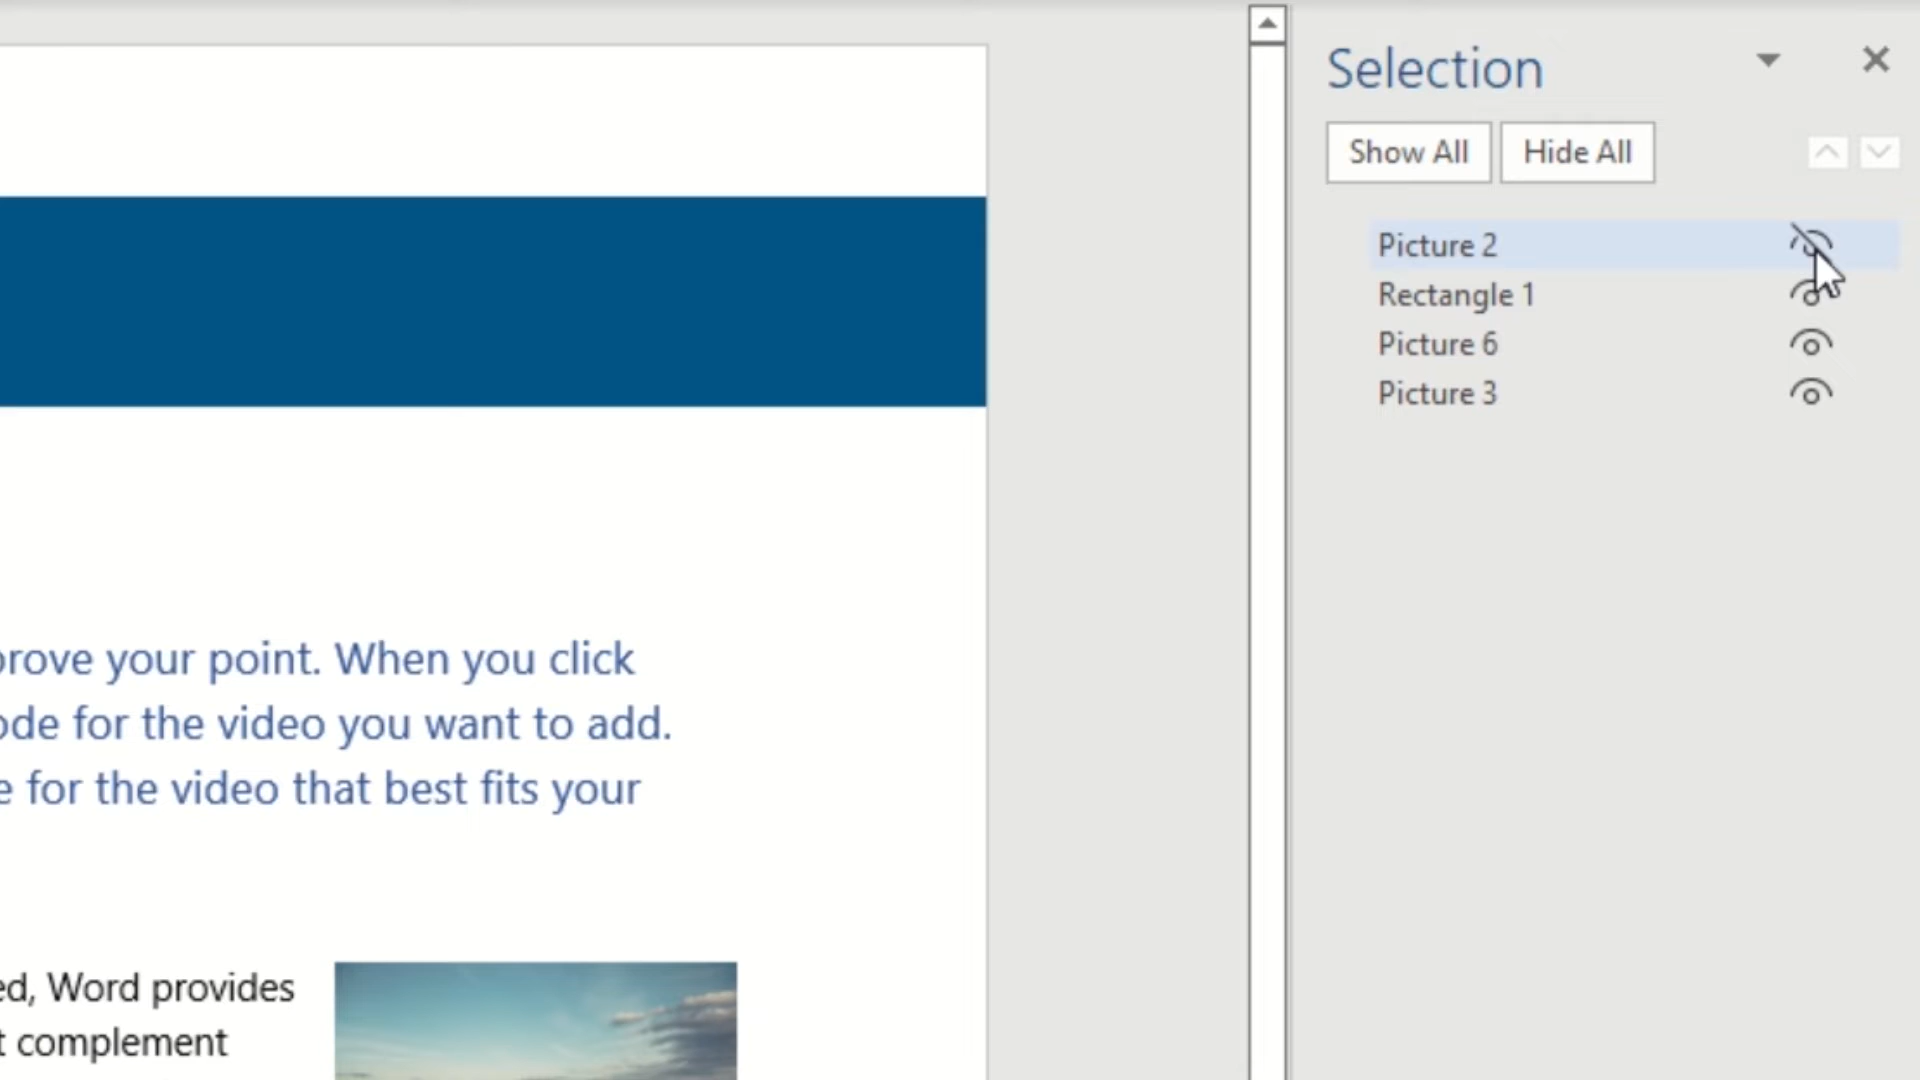 Selection
Show All
Hide All
Picture 2
Rectangle 1
Picture 6
Picture 3
prove your point. When you click
ode for the video you want to add.
e for the video that best fits your
ed, Word provides
t complement